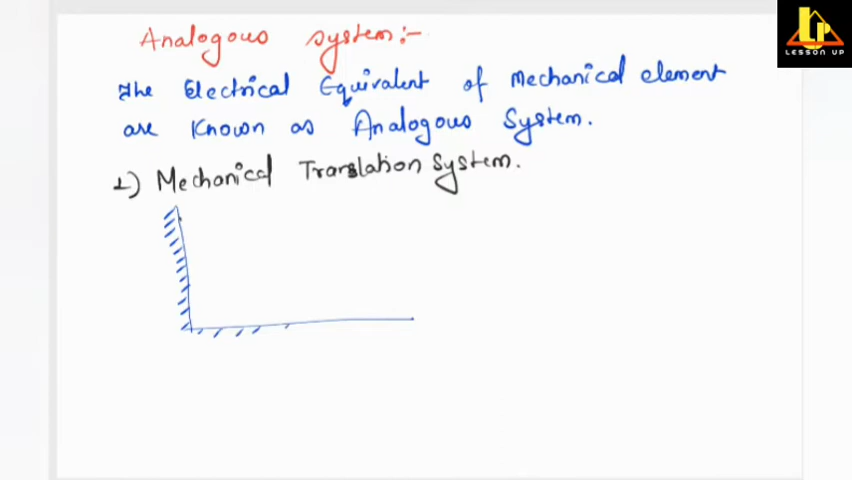 LESSON UP
Analogous system:-
The Electrical Equivalent of Mechanical element
are Known as Analogous System.
1) Mechanical Translation System.